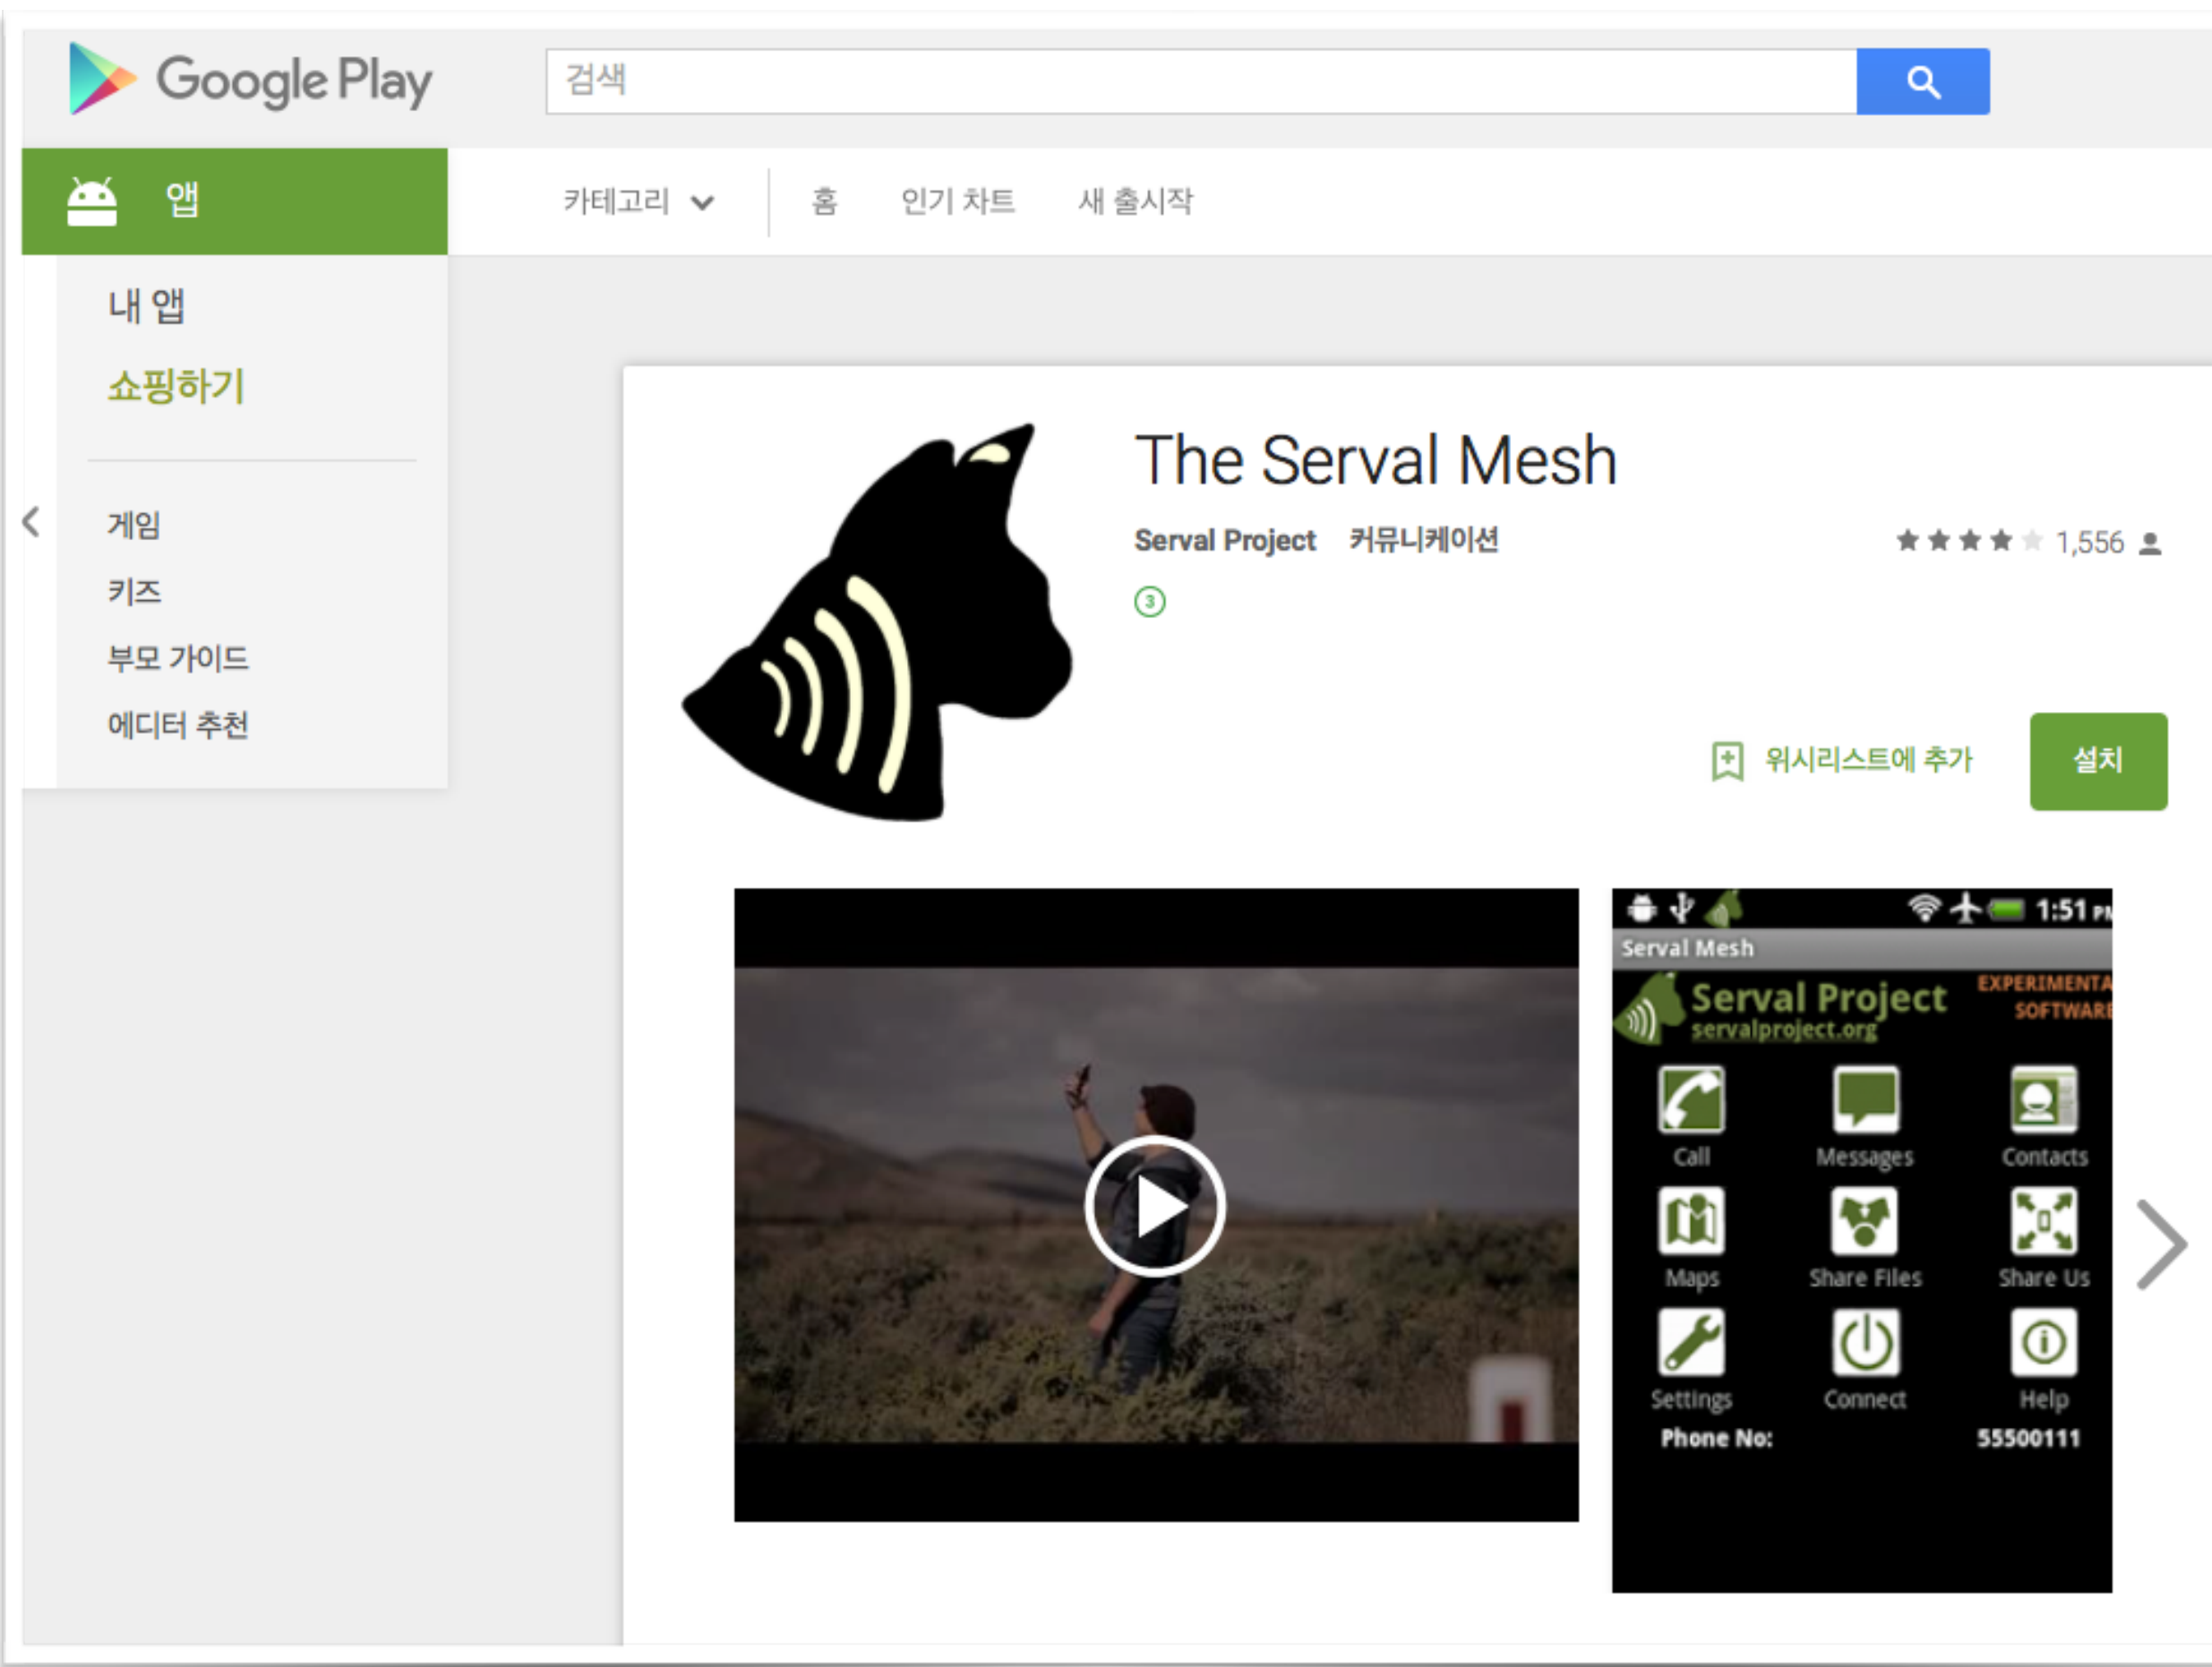 Google Play
검색
앱
카테고리
홈
인기 차트
새 출시작
내 앱
쇼핑하기
게임
키즈
부모 가이드
에디터 추천
The Serval Mesh
Serval Project 커뮤니케이션
1,556
3
위시리스트에 추가
설치
1:51 PM
Serval Mesh
Serval Project
servalproject.org
EXPERIMENTA
SOFTWARE
Call
Messages
Contacts
Maps
Share Files
Share Us
Settings
Connect
Help
Phone No:
55500111